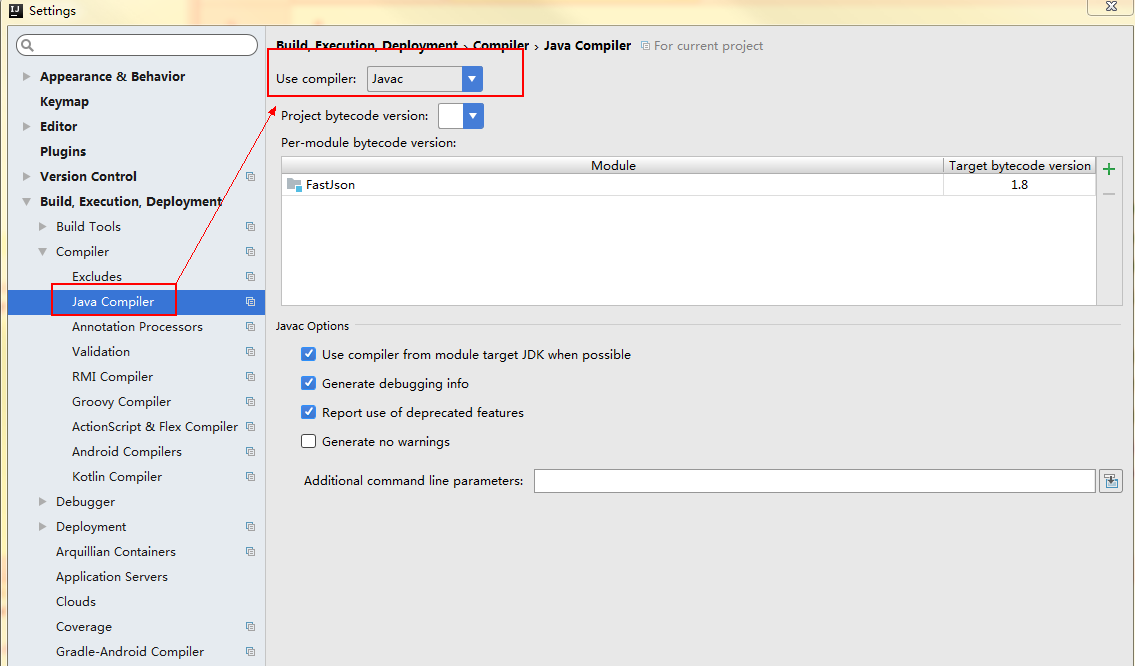 IJ Settings
Appearance & Behavior
Keymap
Editor
Plugins
Version Control
Build, Execution, Deployment
Build Tools
Compiler
Excludes
Java Compiler
Annotation Processors
Validation
RMI Compiler
Groovy Compiler
ActionScript & Flex Compiler
Android Compilers
Kotlin Compiler
Debugger
Deployment
Arquillian Containers
Application Servers
Clouds
Coverage
Gradle-Android Compiler
Build, Execution, Deployment › Compiler › Java Compiler For current project
Use compiler: Javac
Project bytecode version:
Per-module bytecode version:
Module Target bytecode version
FastJson 1.8
Javac Options
Use compiler from module target JDK when possible
Generate debugging info
Report use of deprecated features
Generate no warnings
Additional command line parameters: